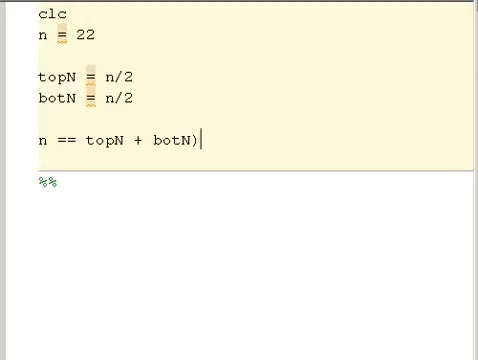 clc
n = 22
topN = n/2
botN = n/2
n == topN + botN)
%%